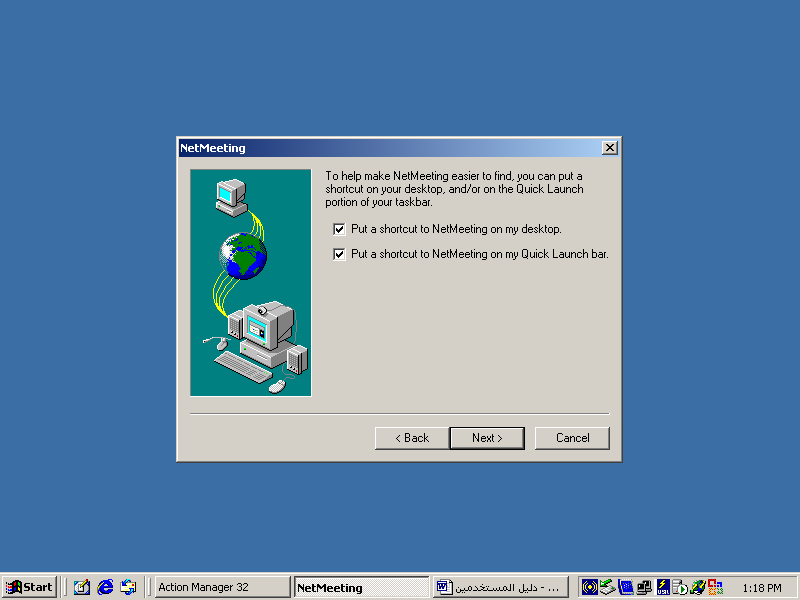 NetMeeting
To help make NetMeeting easier to find, you can put a
shortcut on your desktop, and/or on the Quick Launch
portion of your taskbar.
Put a shortcut to NetMeeting on my desktop.
Put a shortcut to NetMeeting on my Quick Launch bar.
< Back
Next >
Cancel
Start
Action Manager 32
NetMeeting
دليل المستخدمين - ...
1:18 PM